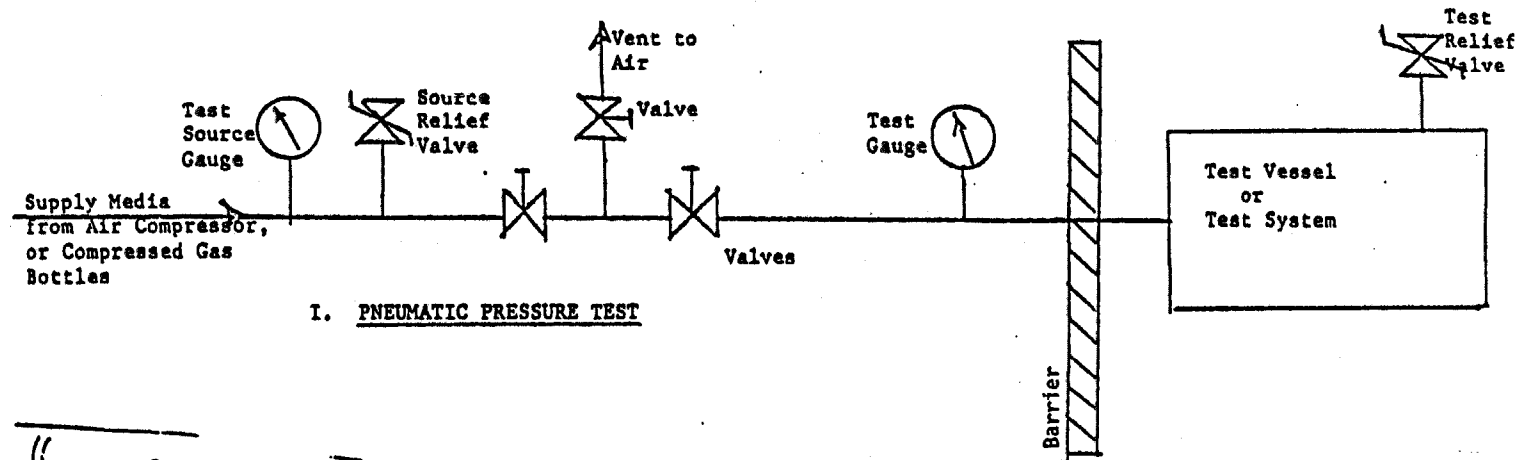 Test
Relief
Valve
Vent to
Air
Valve
Source
Relief
Valve
Test
Source
Gauge
Test
Gauge
Test Vessel
or
Test System
Supply Media
from Air Compressor,
or Compressed Gas
Bottles
Valves
I. PNEUMATIC PRESSURE TEST
Barrier